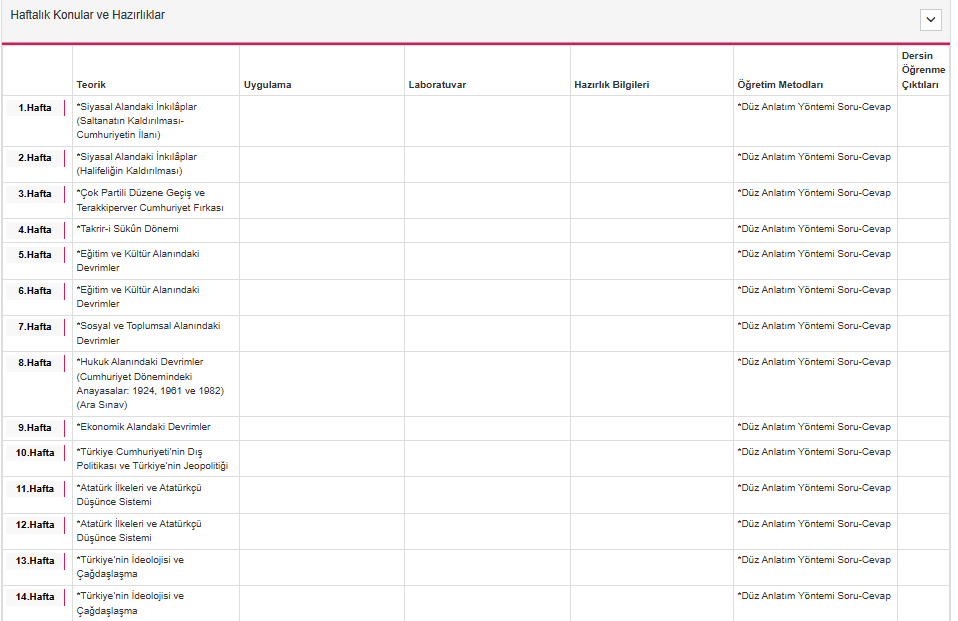 Haftalık Konular ve Hazırlıklar
Dersin
Öğrenme
Teorik Uygulama Laboratuvar Hazırlık Bilgileri Öğretim Metodları Çıktıları
1.Hafta *Siyasal Alandaki İnkılâplar *Düz Anlatım Yöntemi Soru-Cevap
(Saltanatın Kaldırılması-
Cumhuriyetin İlanı)
2.Hafta *Siyasal Alandaki İnkılâplar *Düz Anlatım Yöntemi Soru-Cevap
(Halifeliğin Kaldırılması)
3.Hafta *Çok Partili Düzene Geçiş ve *Düz Anlatım Yöntemi Soru-Cevap
Terakkiperver Cumhuriyet Fırkası
4.Hafta *Takrir-i Sükûn Dönemi *Düz Anlatım Yöntemi Soru-Cevap
5.Hafta *Eğitim ve Kültür Alanındaki *Düz Anlatım Yöntemi Soru-Cevap
Devrimler
6.Hafta *Eğitim ve Kültür Alanındaki *Düz Anlatım Yöntemi Soru-Cevap
Devrimler
7.Hafta *Sosyal ve Toplumsal Alanındaki *Düz Anlatım Yöntemi Soru-Cevap
Devrimler
8.Hafta *Hukuk Alanındaki Devrimler *Düz Anlatım Yöntemi Soru-Cevap
(Cumhuriyet Dönemindeki
Anayasalar: 1924, 1961 ve 1982)
(Ara Sınav)
9.Hafta *Ekonomik Alandaki Devrimler *Düz Anlatım Yöntemi Soru-Cevap
10.Hafta *Türkiye Cumhuriyeti'nin Dış *Düz Anlatım Yöntemi Soru-Cevap
Politikası ve Türkiye'nin Jeopolitiği
11.Hafta *Atatürk İlkeleri ve Atatürkçü *Düz Anlatım Yöntemi Soru-Cevap
Düşünce Sistemi
12.Hafta *Atatürk İlkeleri ve Atatürkçü *Düz Anlatım Yöntemi Soru-Cevap
Düşünce Sistemi
13.Hafta *Türkiye'nin İdeolojisi ve *Düz Anlatım Yöntemi Soru-Cevap
Çağdaşlaşma
14.Hafta *Türkiye'nin İdeolojisi ve *Düz Anlatım Yöntemi Soru-Cevap
Çağdaşlaşma